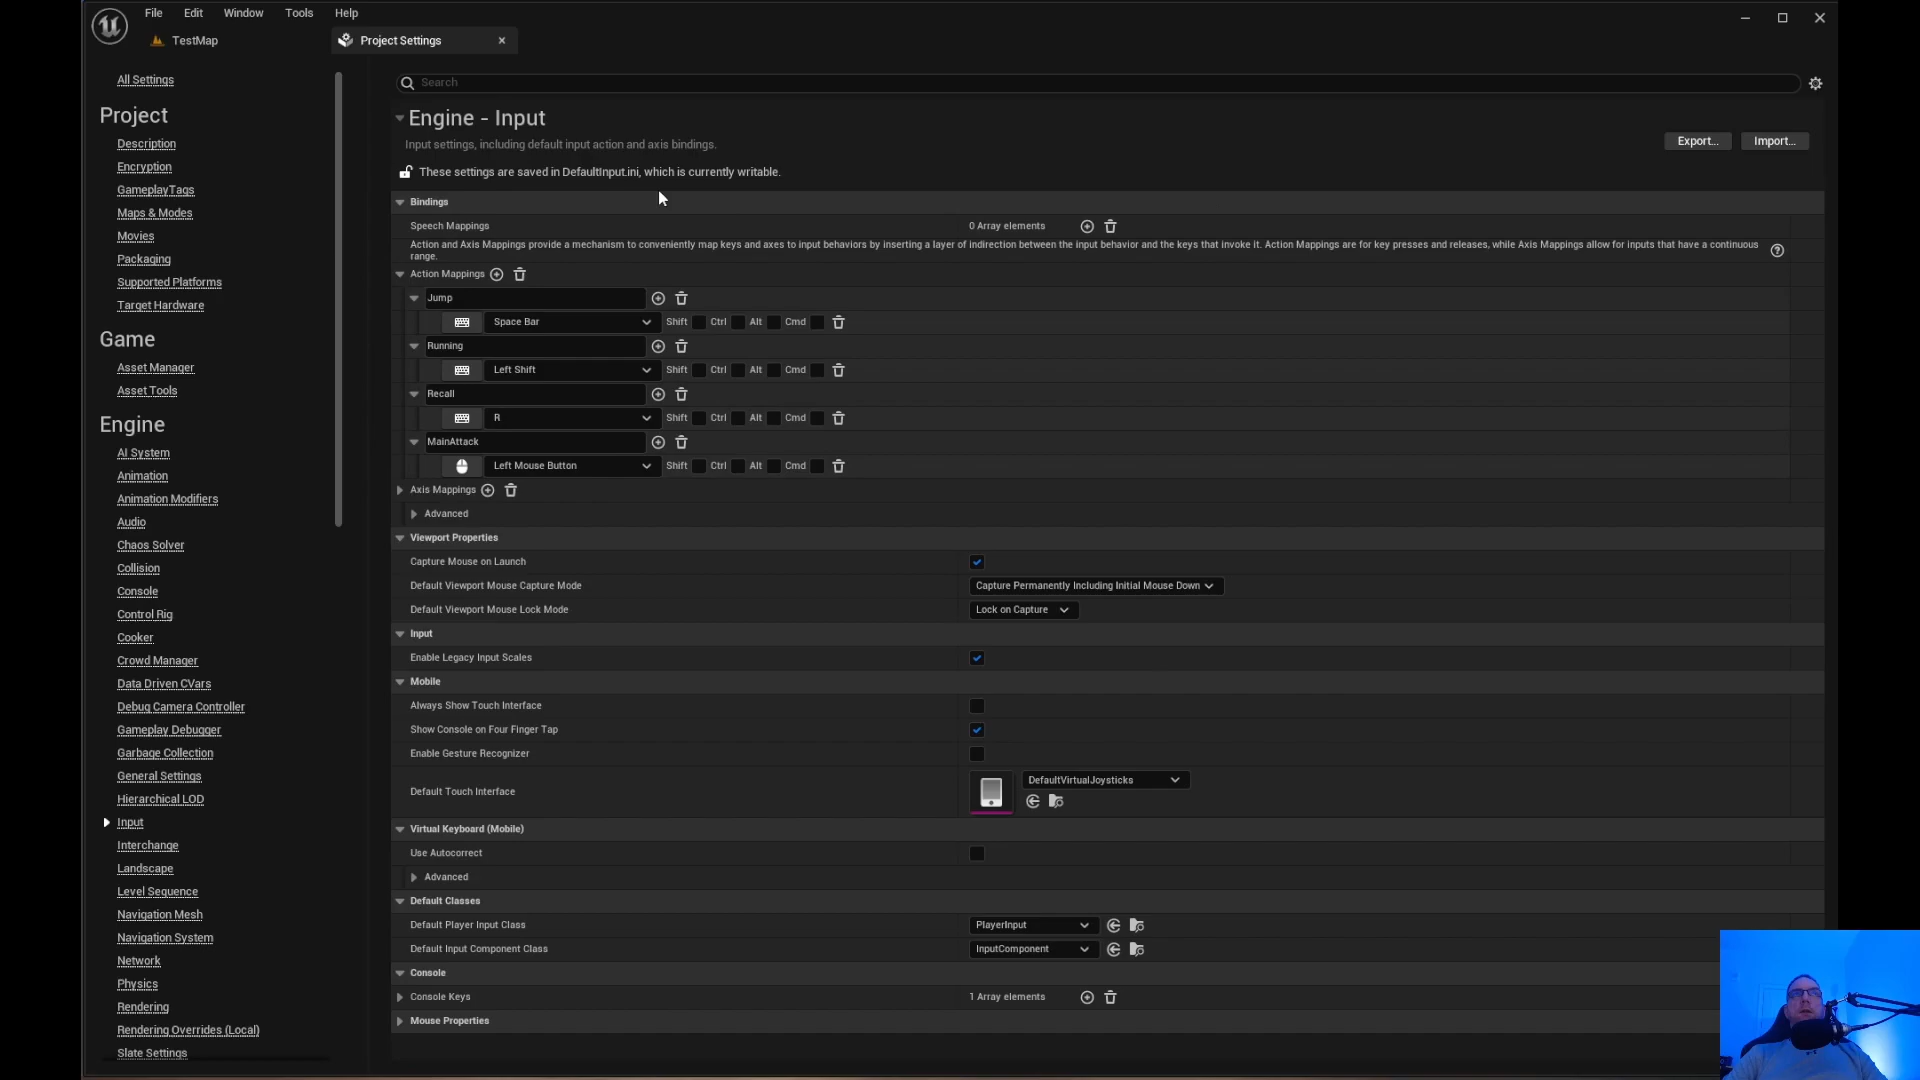 File Edit Window Tools Help
TestMap
Project Settings
All Settings
Project
Description
Encryption
GameplayTags
Maps & Modes
Movies
Packaging
Supported Platforms
Target Hardware
Game
Asset Manager
Asset Tools
Engine
AI System
Animation
Animation Modifiers
Audio
Chaos Solver
Collision
Console
Control Rig
Cooker
Crowd Manager
Data Driven CVars
Debug Camera Controller
Gameplay Debugger
Garbage Collection
General Settings
Hierarchical LOD
Input
Interchange
Landscape
Level Sequence
Navigation Mesh
Navigation System
Network
Physics
Rendering
Rendering Overrides (Local)
Slate Settings
Search
Engine - Input
Input settings, including default input action and axis bindings.
Export... Import...
These settings are saved in DefaultInput.ini, which is currently writable.
Bindings
Speech Mappings 0 Array elements
Action and Axis Mappings provide a mechanism to conveniently map keys and axes to input behaviors by inserting a layer of indirection between the input behavior and the keys that invoke it. Action Mappings are for key presses and releases, while Axis Mappings allow for inputs that have a continuous
range.
Action Mappings
Jump
Space Bar Shift Ctrl Alt Cmd
Running
Left Shift Shift Ctrl Alt Cmd
Recall
R Shift Ctrl Alt Cmd
MainAttack
Left Mouse Button Shift Ctrl Alt Cmd
Axis Mappings
Advanced
Viewport Properties
Capture Mouse on Launch
Default Viewport Mouse Capture Mode Capture Permanently Including Initial Mouse Down
Default Viewport Mouse Lock Mode Lock on Capture
Input
Enable Legacy Input Scales
Mobile
Always Show Touch Interface
Show Console on Four Finger Tap
Enable Gesture Recognizer
Default Touch Interface DefaultVirtualJoysticks
Virtual Keyboard (Mobile)
Use Autocorrect
Advanced
Default Classes
Default Player Input Class PlayerInput
Default Input Component Class InputComponent
Console
Console Keys 1 Array elements
Mouse Properties